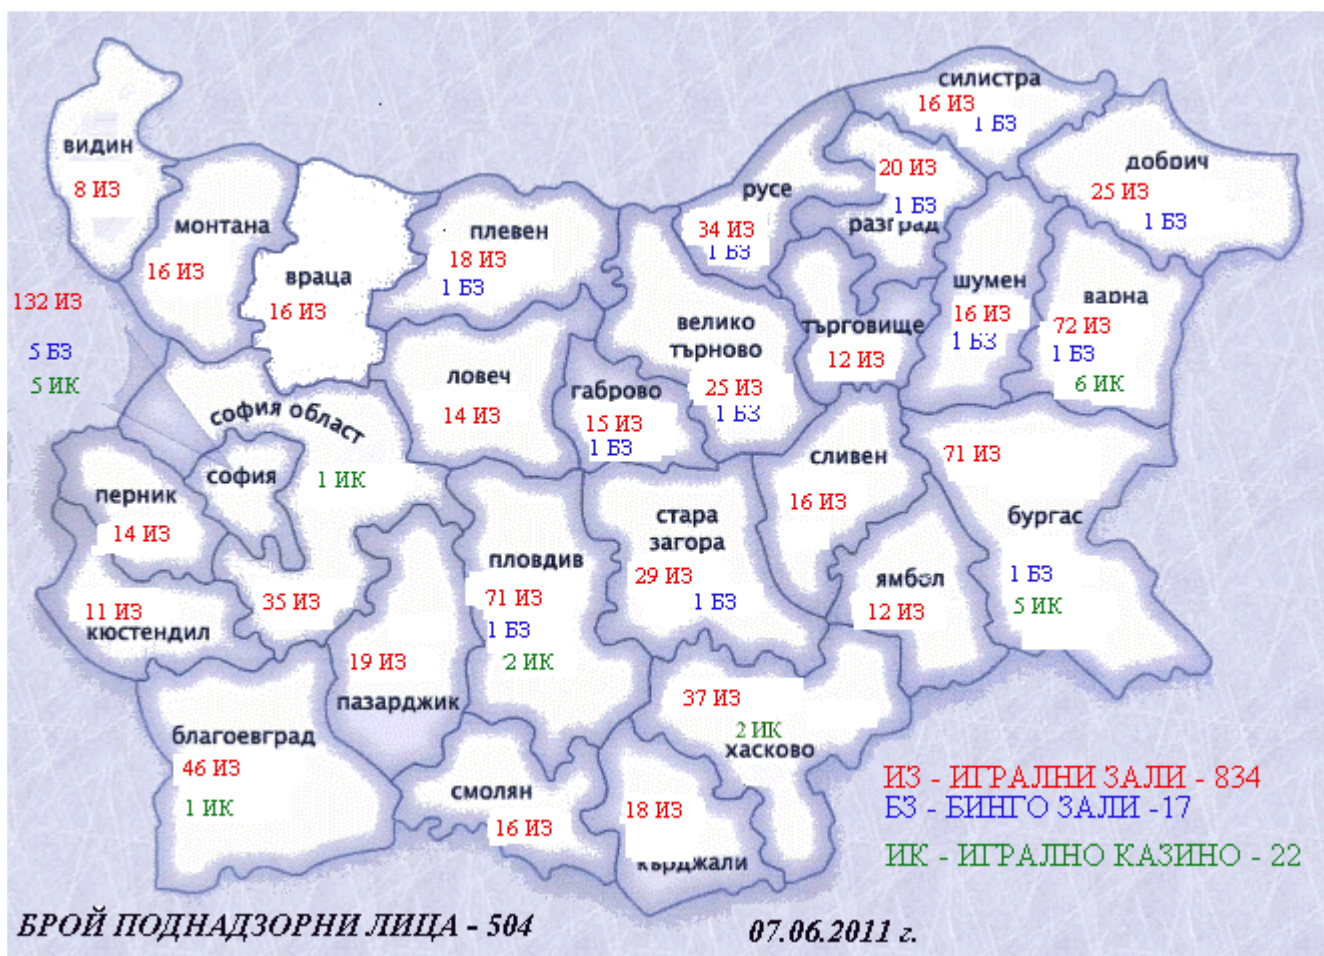 силистра
16 ИЗ
1 БЗ
видин
8 ИЗ
добрич
25 ИЗ
1 БЗ
20 ИЗ
1 БЗ
разград
русе
34 ИЗ
1 БЗ
монтана
16 ИЗ
враца
16 ИЗ
плевен
18 ИЗ
1 БЗ
шумен
16 ИЗ
1 БЗ
варна
72 ИЗ
1 БЗ
6 ИК
132 ИЗ
5 БЗ
5 ИК
велико
търново
25 ИЗ
1 БЗ
търговище
12 ИЗ
ловеч
14 ИЗ
габрово
15 ИЗ
1 БЗ
софия област
1 ИК
35 ИЗ
софия
перник
14 ИЗ
сливен
16 ИЗ
71 ИЗ
бургас
1 БЗ
5 ИК
стара
загора
29 ИЗ
1 БЗ
пловдив
71 ИЗ
1 БЗ
2 ИК
ямбол
12 ИЗ
11 ИЗ
кюстендил
19 ИЗ
пазарджик
37 ИЗ
2 ИК
хасково
благоевград
46 ИЗ
1 ИК
смолян
16 ИЗ
18 ИЗ
кърджали
ИЗ - ИГРАЛНИ ЗАЛИ - 834
БЗ - БИНГО ЗАЛИ -17
ИК - ИГРАЛНО КАЗИНО - 22
БРОЙ ПОДНАДЗОРНИ ЛИЦА - 504
07.06.2011 г.